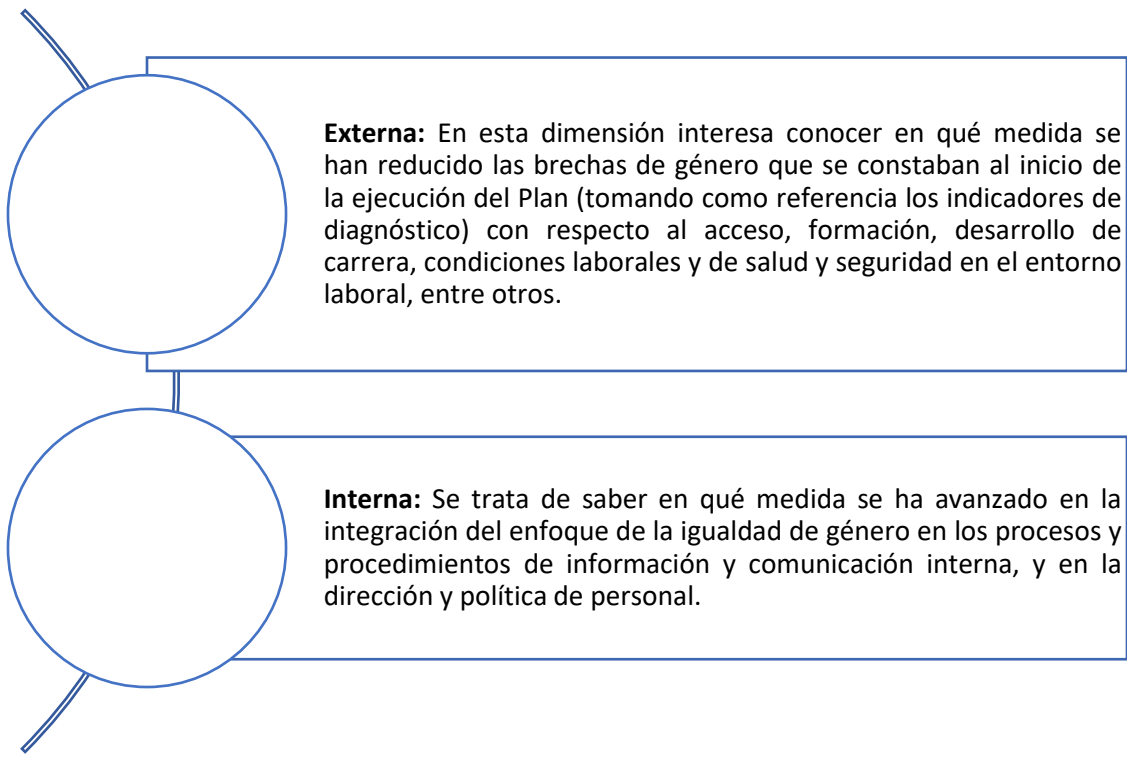 Externa: En esta dimensión interesa conocer en qué medida se
han reducido las brechas de género que se constaban al inicio de
la ejecución del Plan (tomando como referencia los indicadores de
diagnóstico) con respecto al acceso, formación, desarrollo de
carrera, condiciones laborales y de salud y seguridad en el entorno
laboral, entre otros.
Interna: Se trata de saber en qué medida se ha avanzado en la
integración del enfoque de la igualdad de género en los procesos y
procedimientos de información y comunicación interna, y en la
dirección y política de personal.